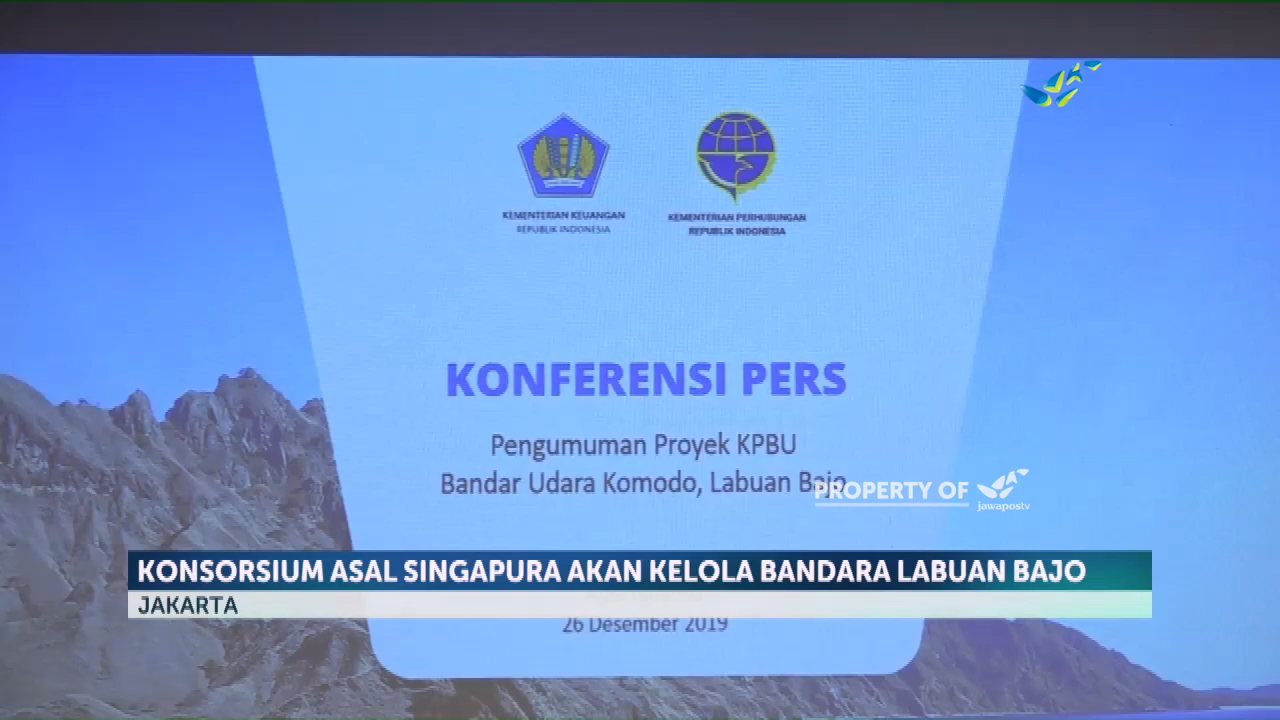 KEMENTERIAN KEUANGAN
REPUBLIK INDONESIA
KEMENTERIAN PERHUBUNGAN
REPUBLIK INDONESIA
KONFERENSI PERS
Pengumuman Proyek KPBU
Bandar Udara Komodo, Labuan Bajo
PROPERTY OF
jawapostv
KONSORSIUM ASAL SINGAPURA AKAN KELOLA BANDARA LABUAN BAJO
JAKARTA
26 Desember 2019